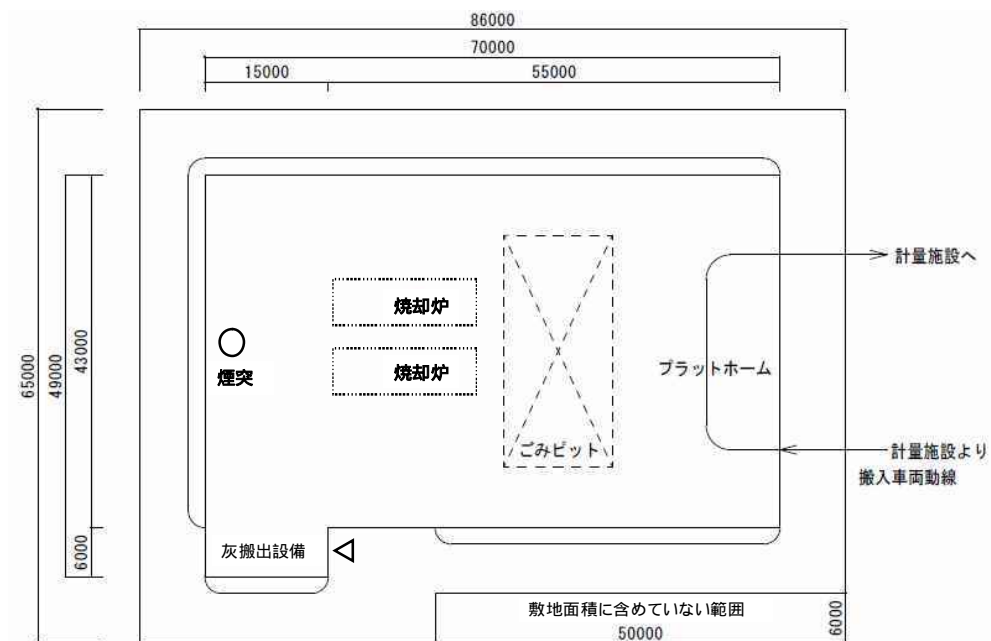 86000
70000
15000
55000
計量施設へ
焼却炉
煙突
焼却炉
プラットホーム
65000
49000
43000
ごみピット
計量施設より
搬入車両動線
6000
灰搬出設備
敷地面積に含めていない範囲
50000
6000